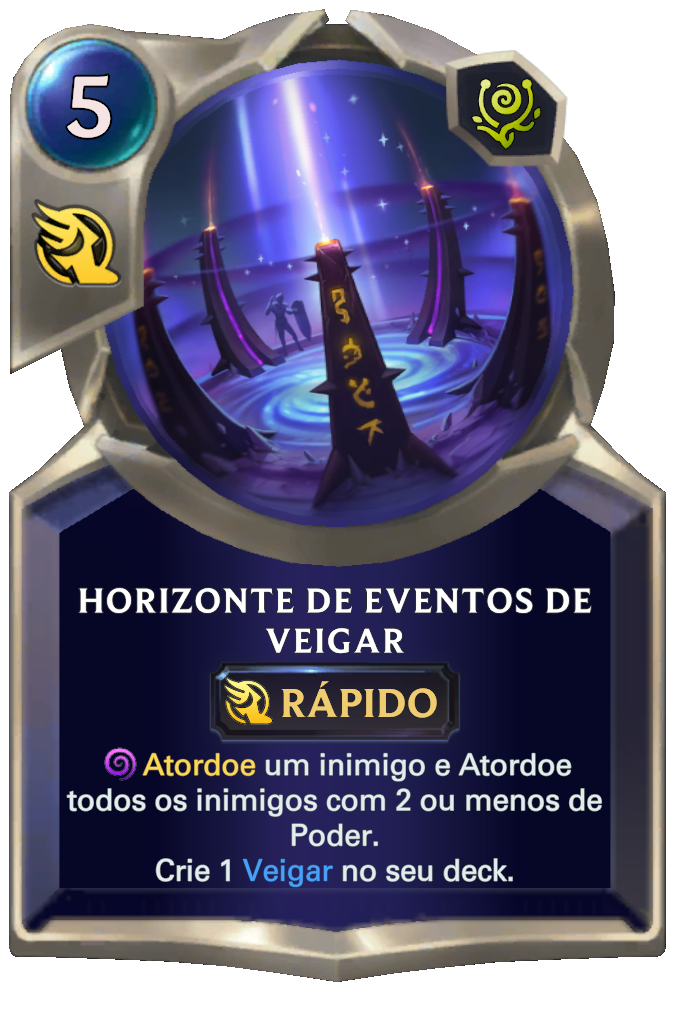 5
HORIZONTE DE EVENTOS DE
VEIGAR
RÁPIDO
Atordoe um inimigo e Atordoe
todos os inimigos com 2 ou menos de
Poder.
Crie 1 Veigar no seu deck.